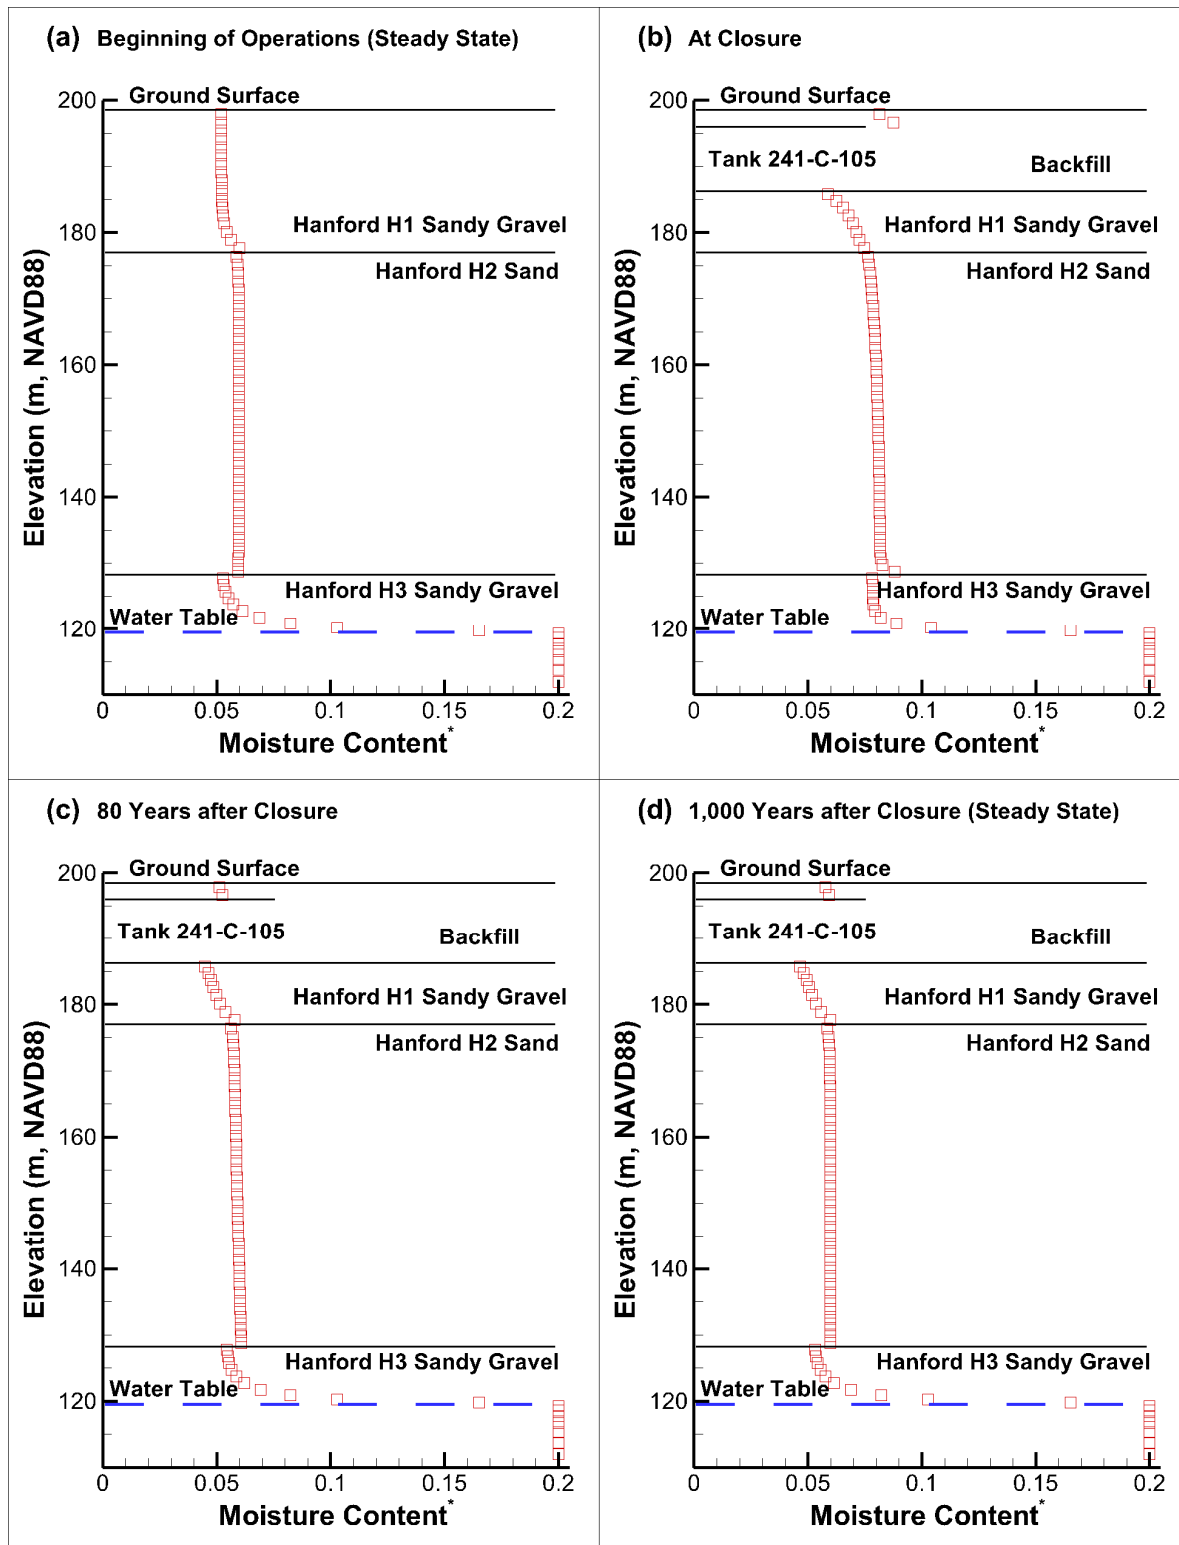 (a) Beginning of Operations (Steady State)
Ground Surface
Hanford H1 Sandy Gravel
Hanford H2 Sand
Hanford H3 Sandy Gravel
Water Table
200
180
160
140
120
Elevation (m, NAVD88)
0 0.05 0.1 0.15 0.2
Moisture Content*
(b) At Closure
Ground Surface
Tank 241-C-105
Backfill
Hanford H1 Sandy Gravel
Hanford H2 Sand
Hanford H3 Sandy Gravel
Water Table
200
180
160
140
120
Elevation (m, NAVD88)
0 0.05 0.1 0.15 0.2
Moisture Content*
(c) 80 Years after Closure
Ground Surface
Tank 241-C-105
Backfill
Hanford H1 Sandy Gravel
Hanford H2 Sand
Hanford H3 Sandy Gravel
Water Table
200
180
160
140
120
Elevation (m, NAVD88)
0 0.05 0.1 0.15 0.2
Moisture Content*
(d) 1,000 Years after Closure (Steady State)
Ground Surface
Tank 241-C-105
Backfill
Hanford H1 Sandy Gravel
Hanford H2 Sand
Hanford H3 Sandy Gravel
Water Table
200
180
160
140
120
Elevation (m, NAVD88)
0 0.05 0.1 0.15 0.2
Moisture Content*